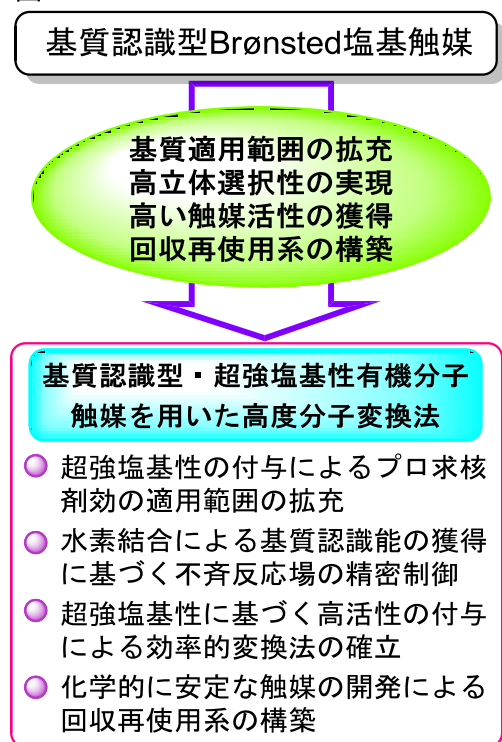 基質認識型Brønsted塩基触媒
基質適用範囲の拡充
高立体選択性の実現
高い触媒活性の獲得
回収再使用系の構築
基質認識型・超強塩基性有機分子
触媒を用いた高度分子変換法
超強塩基性の付与によるプロ求核
剤効の適用範囲の拡充
水素結合による基質認識能の獲得
に基づく不斉反応場の精密制御
超強塩基性に基づく高活性の付与
による効率的変換法の確立
化学的に安定な触媒の開発による
回収再使用系の構築